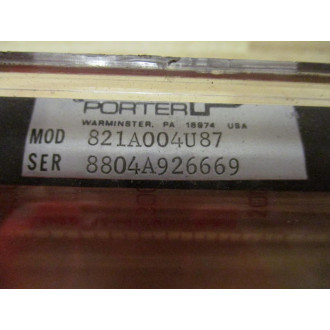 PORTER
WARMINSTER, PA 18974 USA
MOD 821A004U87
SER 8804A926669